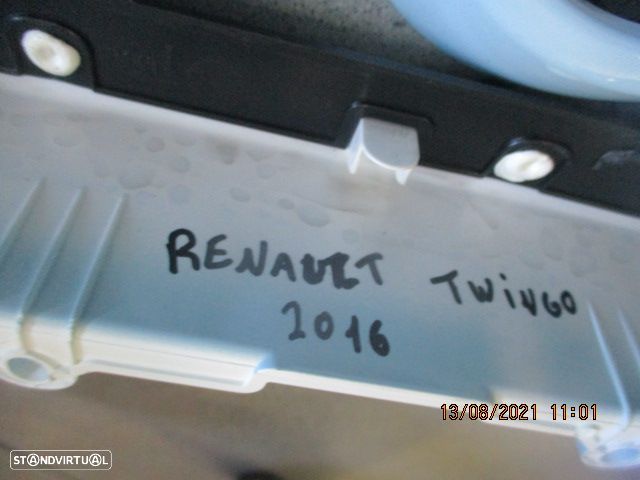 RENAULT TWINGO
2016
13/08/2021 11:01
STANDVIRTUAL